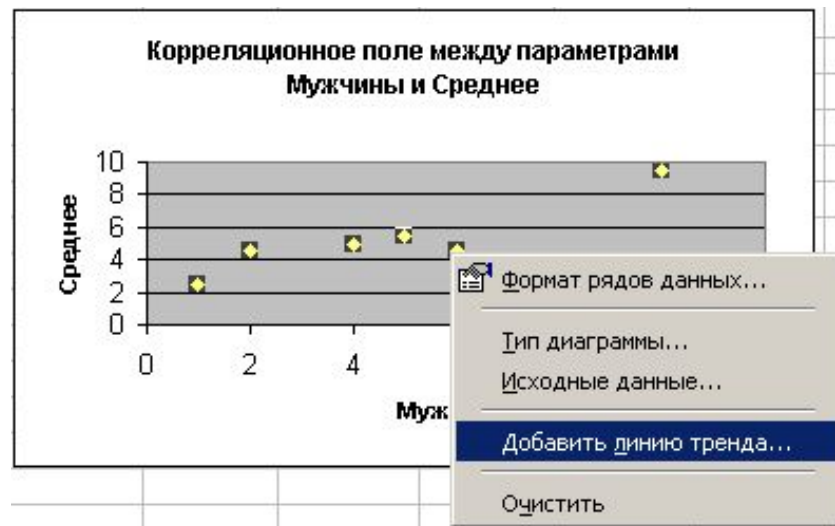 Корреляционное поле между параметрами
Мужчины и Среднее
Среднее
10
8
6
4
2
0
0 2 4
Муж
Формат рядов данных...
Тип диаграммы...
Исходные данные...
Добавить линию тренда...
Очистить